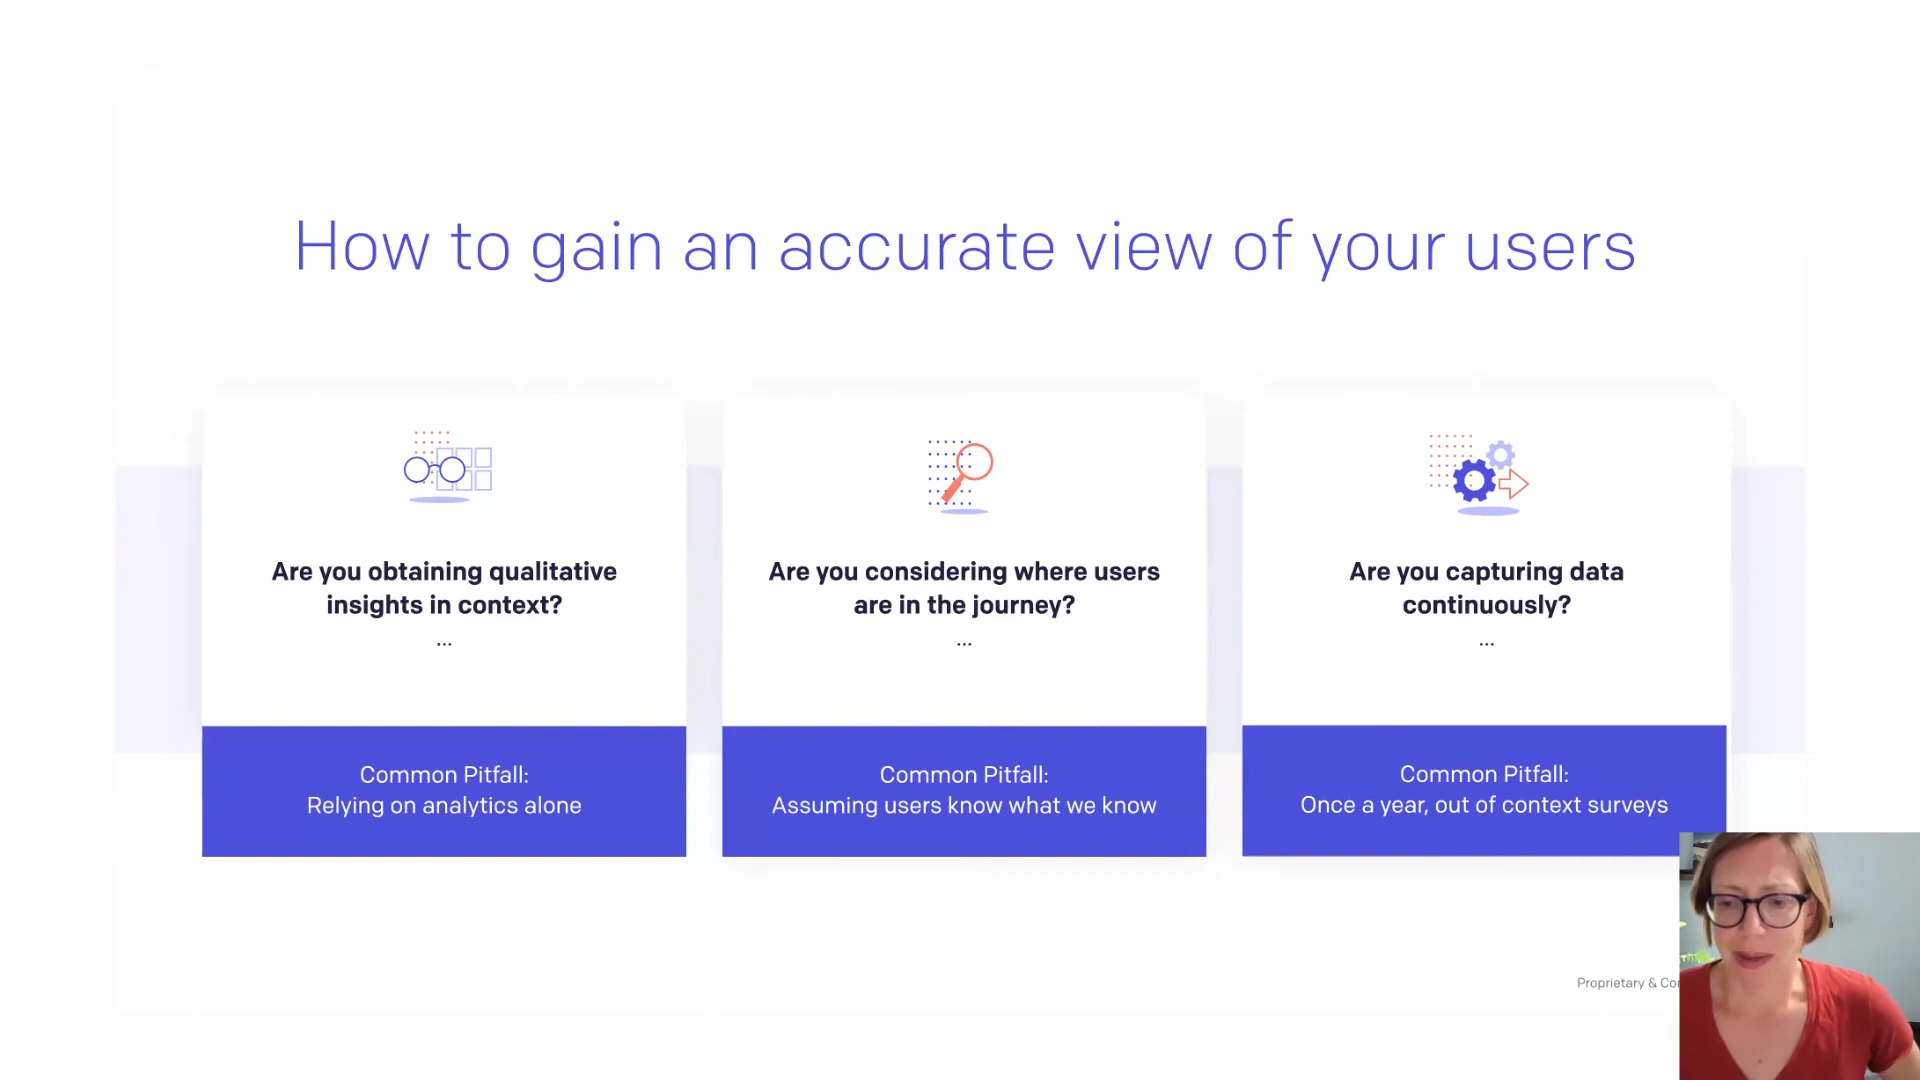 How to gain an accurate view of your users
Are you obtaining qualitative
insights in context?
...
Common Pitfall:
Relying on analytics alone
Are you considering where users
are in the journey?
...
Common Pitfall:
Assuming users know what we know
Are you capturing data
continuously?
...
Common Pitfall:
Once a year, out of context surveys
Proprietary &